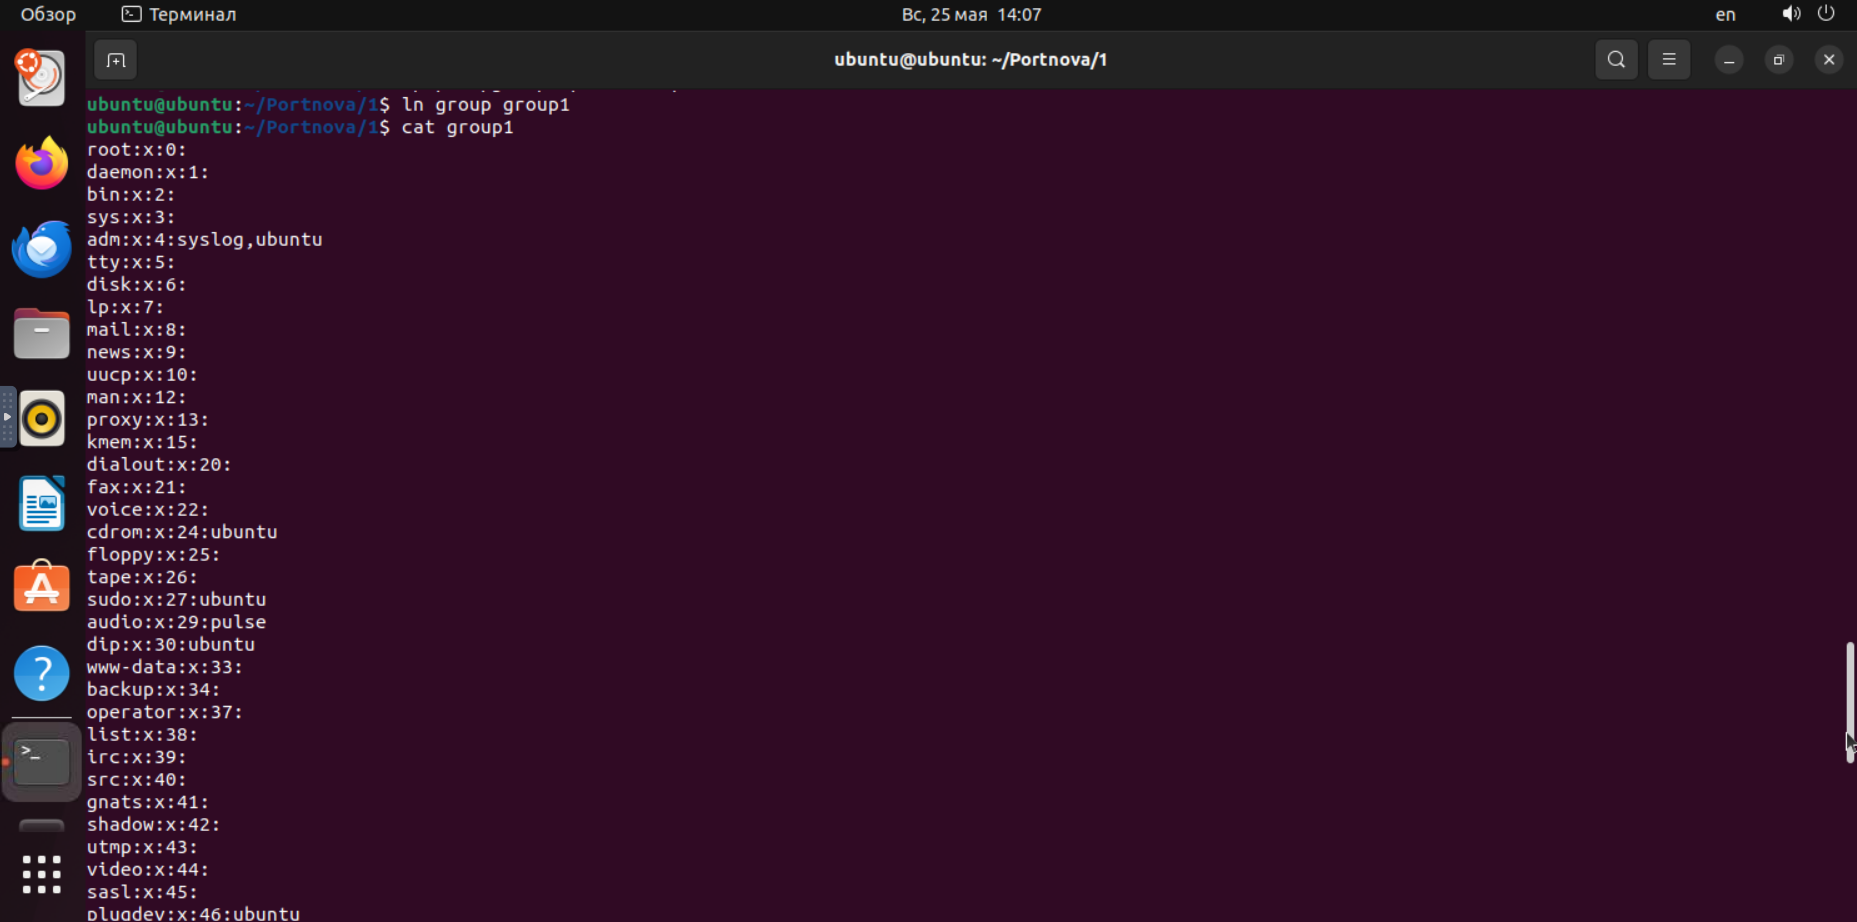 Обзор
Терминал
Вс, 25 мая 14:07
en
ubuntu@ubuntu: ~/Portnova/1
ubuntu@ubuntu:~/Portnova/1$ ln group group1
ubuntu@ubuntu:~/Portnova/1$ cat group1
root:x:0:
daemon:x:1:
bin:x:2:
sys:x:3:
adm:x:4:syslog,ubuntu
tty:x:5:
disk:x:6:
lp:x:7:
mail:x:8:
news:x:9:
uucp:x:10:
man:x:12:
proxy:x:13:
kmem:x:15:
dialout:x:20:
fax:x:21:
voice:x:22:
cdrom:x:24:ubuntu
floppy:x:25:
tape:x:26:
sudo:x:27:ubuntu
audio:x:29:pulse
dip:x:30:ubuntu
www-data:x:33:
backup:x:34:
operator:x:37:
list:x:38:
irc:x:39:
src:x:40:
gnats:x:41:
shadow:x:42:
utmp:x:43:
video:x:44:
sasl:x:45:
plugdev:x:46:ubuntu